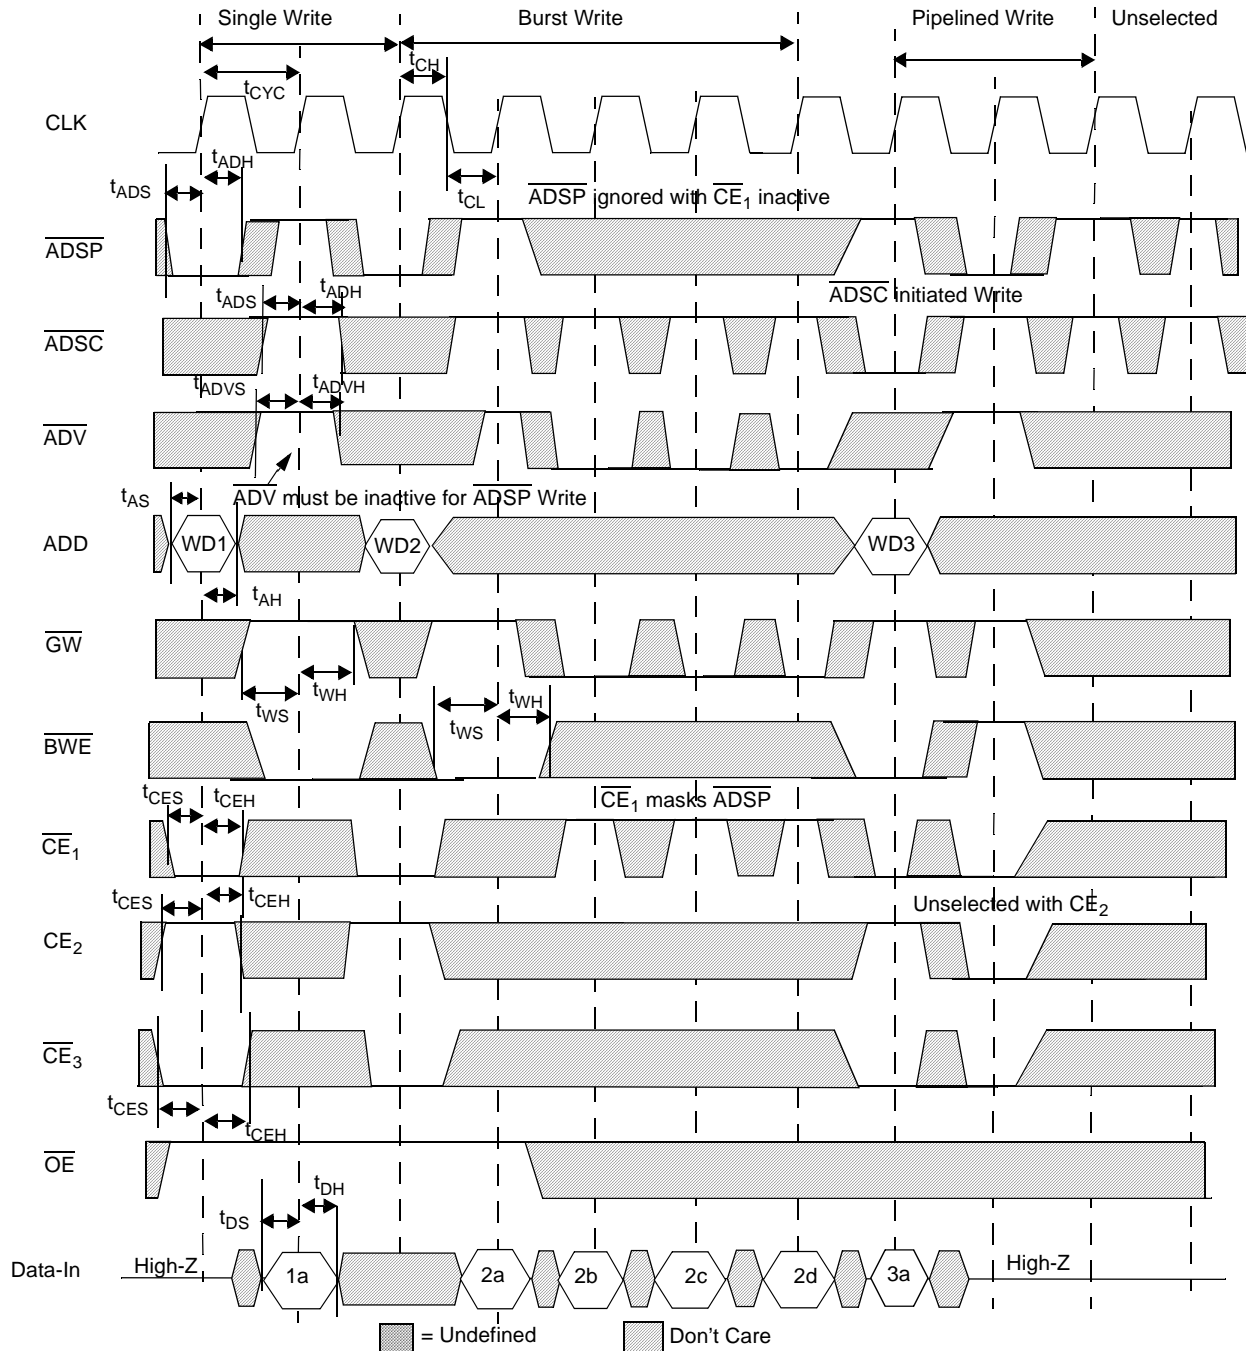 Single Write Burst Write Pipelined Write Unselected
tCH
tCYC
CLK
tADH
tADS
tCL
ADSP ignored with CE1 inactive
ADSP
tADS tADH
ADSC initiated Write
ADSC
tADVS tADVH
ADV
tAS
ADV must be inactive for ADSP Write
ADD WD1 WD2 WD3
tAH
GW
tWS tWH tWS tWH
BWE
tCES tCEH
CE1 masks ADSP
CE1
tCES tCEH
Unselected with CE2
CE2
CE3
tCES tCEH
OE
tDS tDH
Data-In High-Z 1a 2a 2b 2c 2d 3a High-Z
= Undefined Don't Care